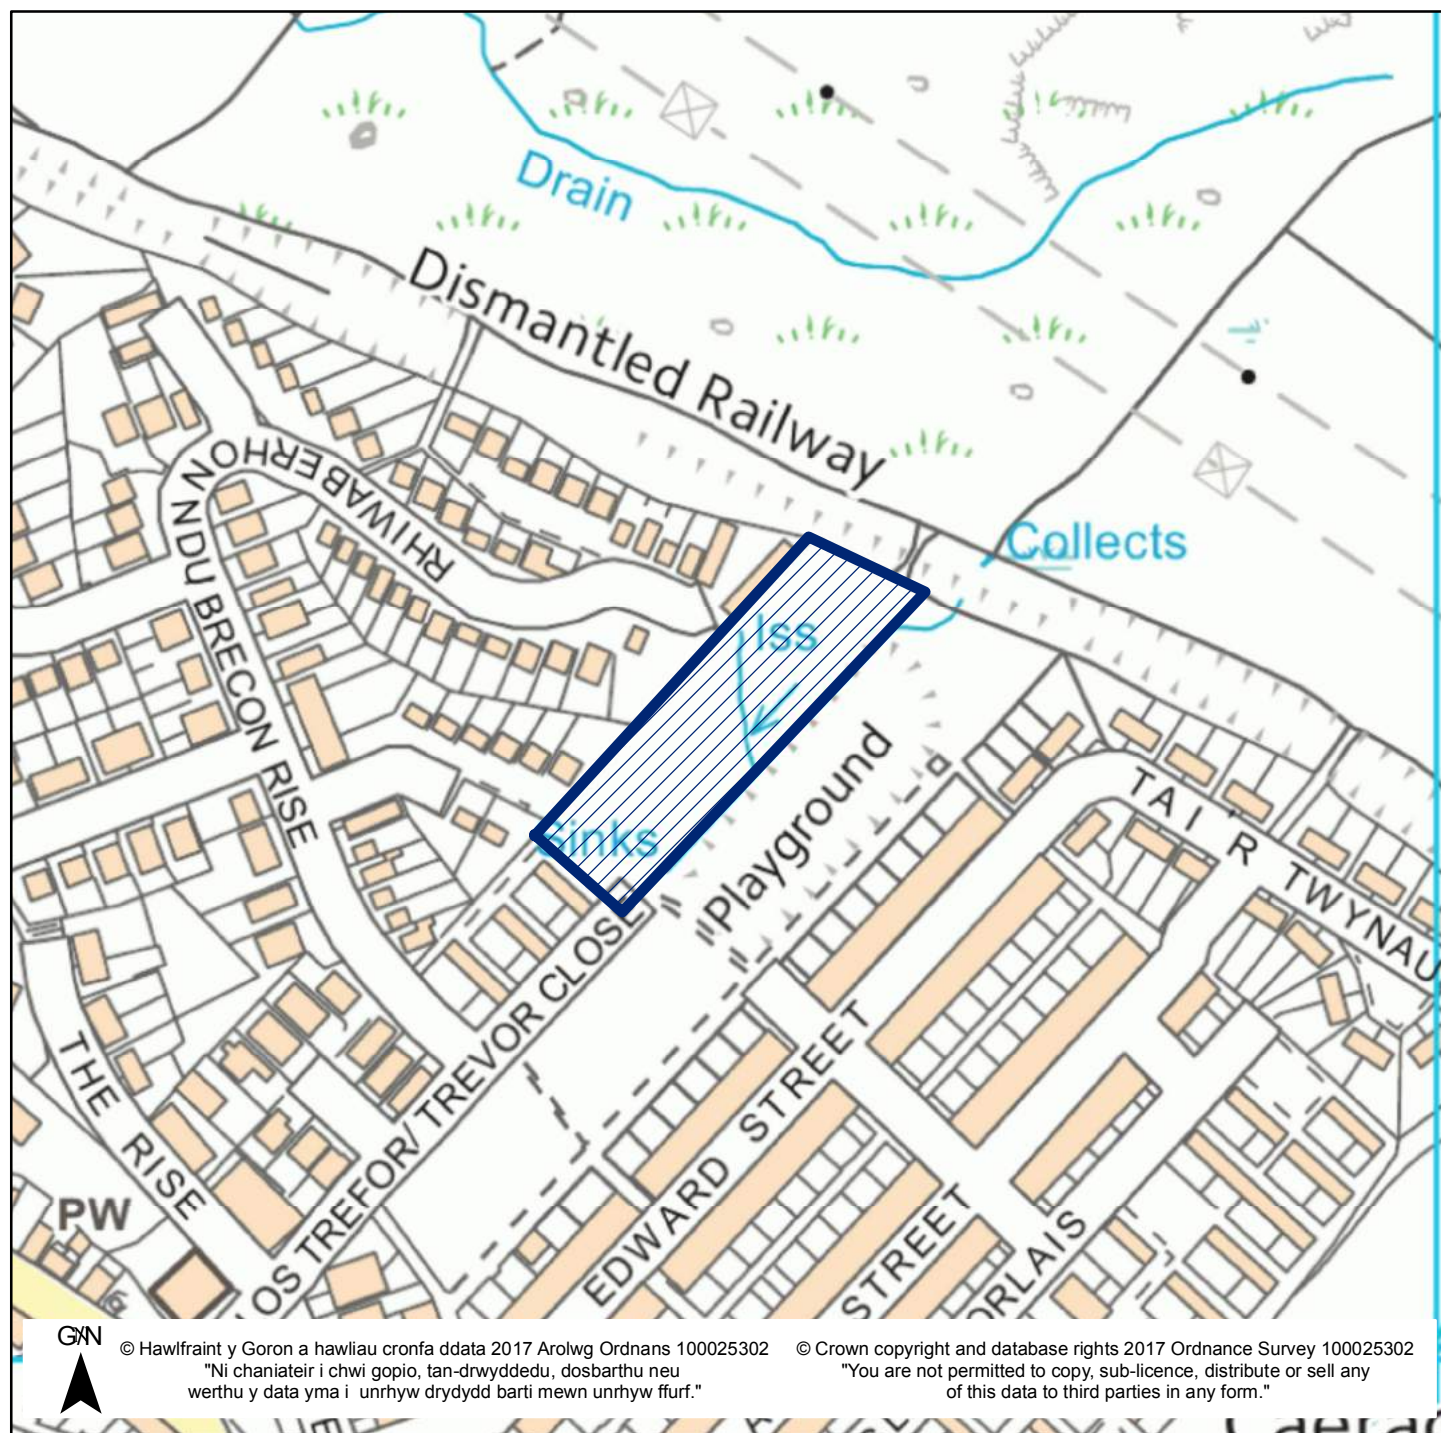 Drain
Dismantled Railway
Collects
RHIWABERHON
NDU BRECON RISE
Iss
Sinks
Playground
TAI R TWYNAU
CLOS TREFOR/ TREVOR CLOSE
THE RISE
EDWARD STREET
STREET
PW
G/N
© Hawlfraint y Goron a hawliau cronfa ddata 2017 Arolwg Ordnans 100025302
"Ni chaniateir i chwi gopio, tan-drwyddedu, dosbarthu neu
werthu y data yma i unrhyw drydydd barti mewn unrhyw ffurf."
© Crown copyright and database rights 2017 Ordnance Survey 100025302
"You are not permitted to copy, sub-licence, distribute or sell any
of this data to third parties in any form."